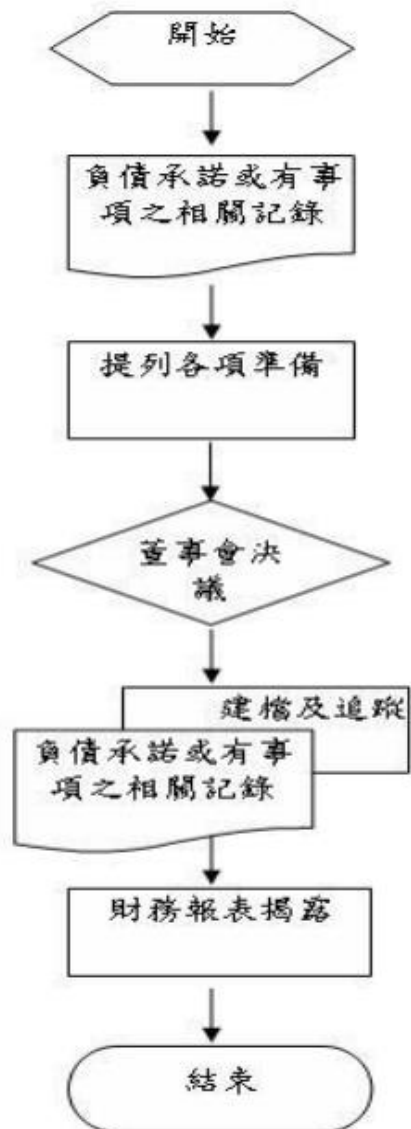 開始
負債承諾或有事
項之相關記錄
提列各項準備
董事會決
議
建檔及追蹤
負債承諾或有事
項之相關記錄
財務報表揭露
結束